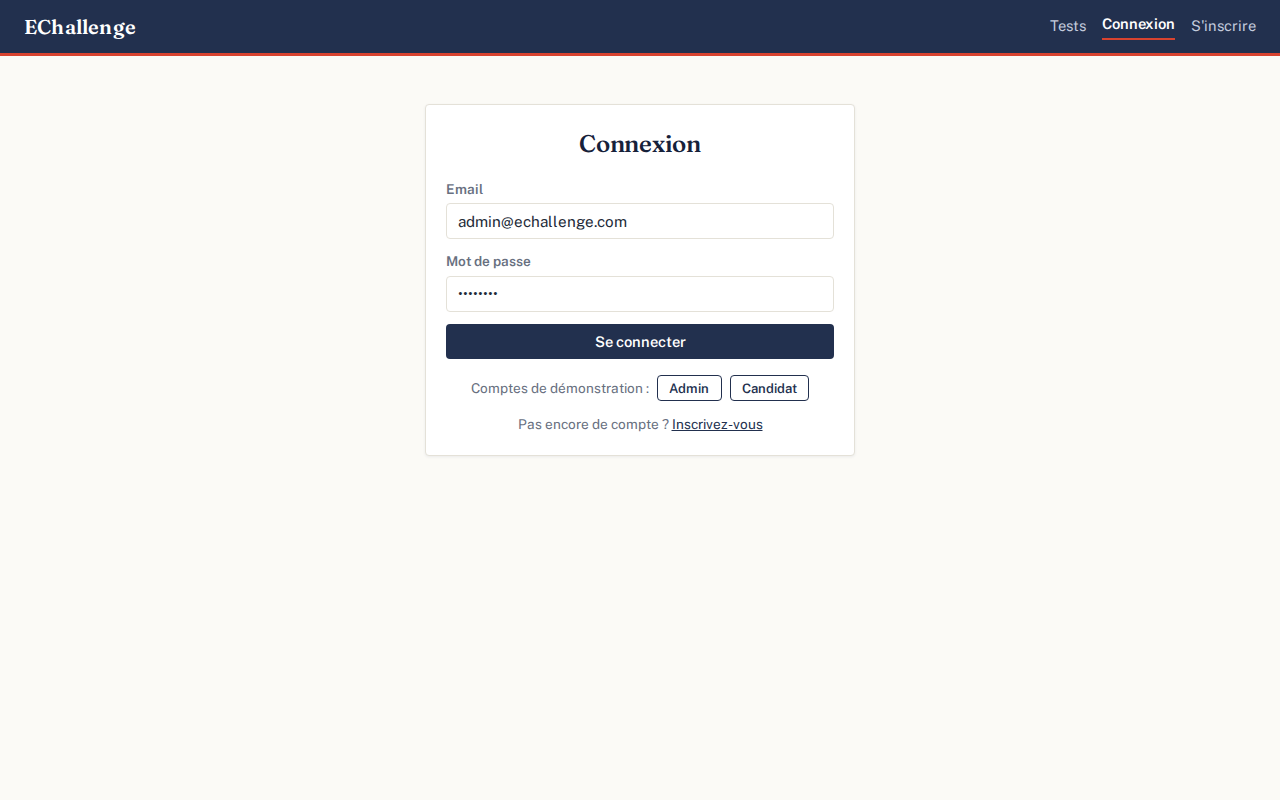 EChallenge
Tests Connexion S'inscrire
Connexion
Email
admin@echallenge.com
Mot de passe
••••••••
Se connecter
Comptes de démonstration : Admin Candidat
Pas encore de compte ? Inscrivez-vous